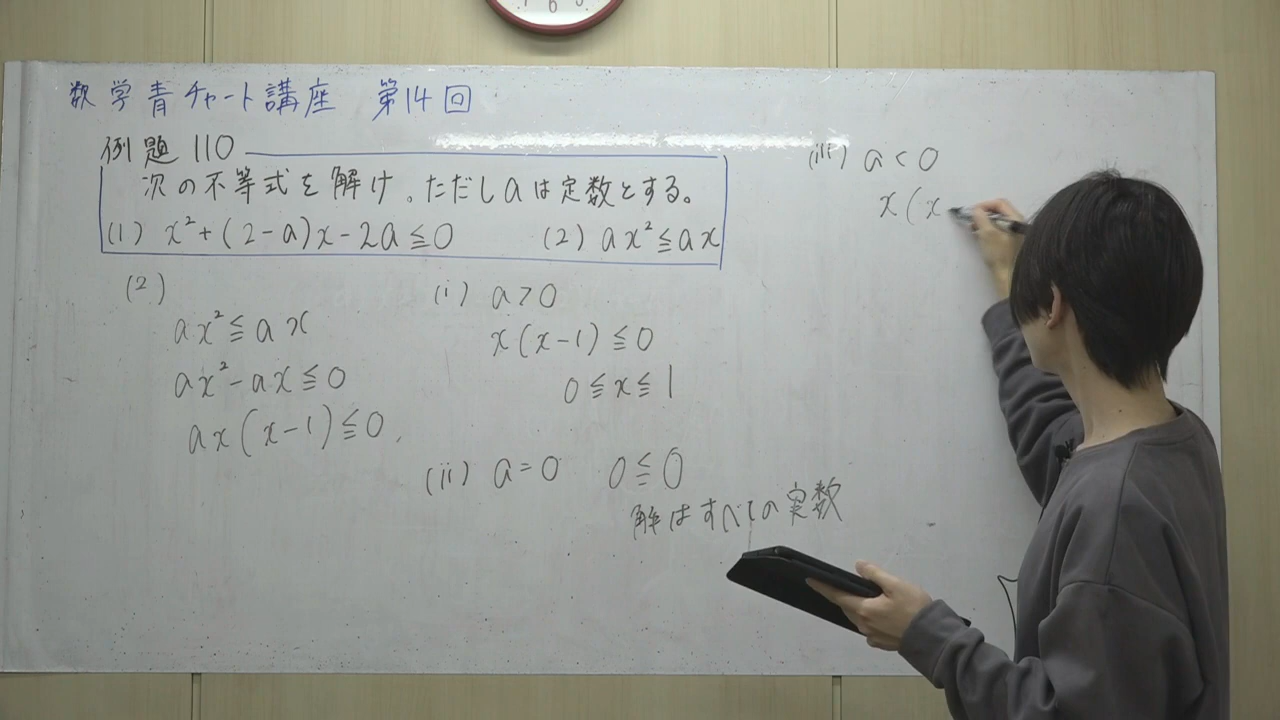 数学青チャート講座 第14回
例題 110
次の不等式を解け。ただしaは定数とする。
(1) x²+(2-a)x-2a≦0 (2) ax²≦ax
(2)
ax²≦ax
ax²-ax≦0
ax(x-1)≦0
(i) a>0
x(x-1)≦0
0≦x≦1
(ii) a=0 0≦0
解はすべての実数
(iii) a<0
x(x